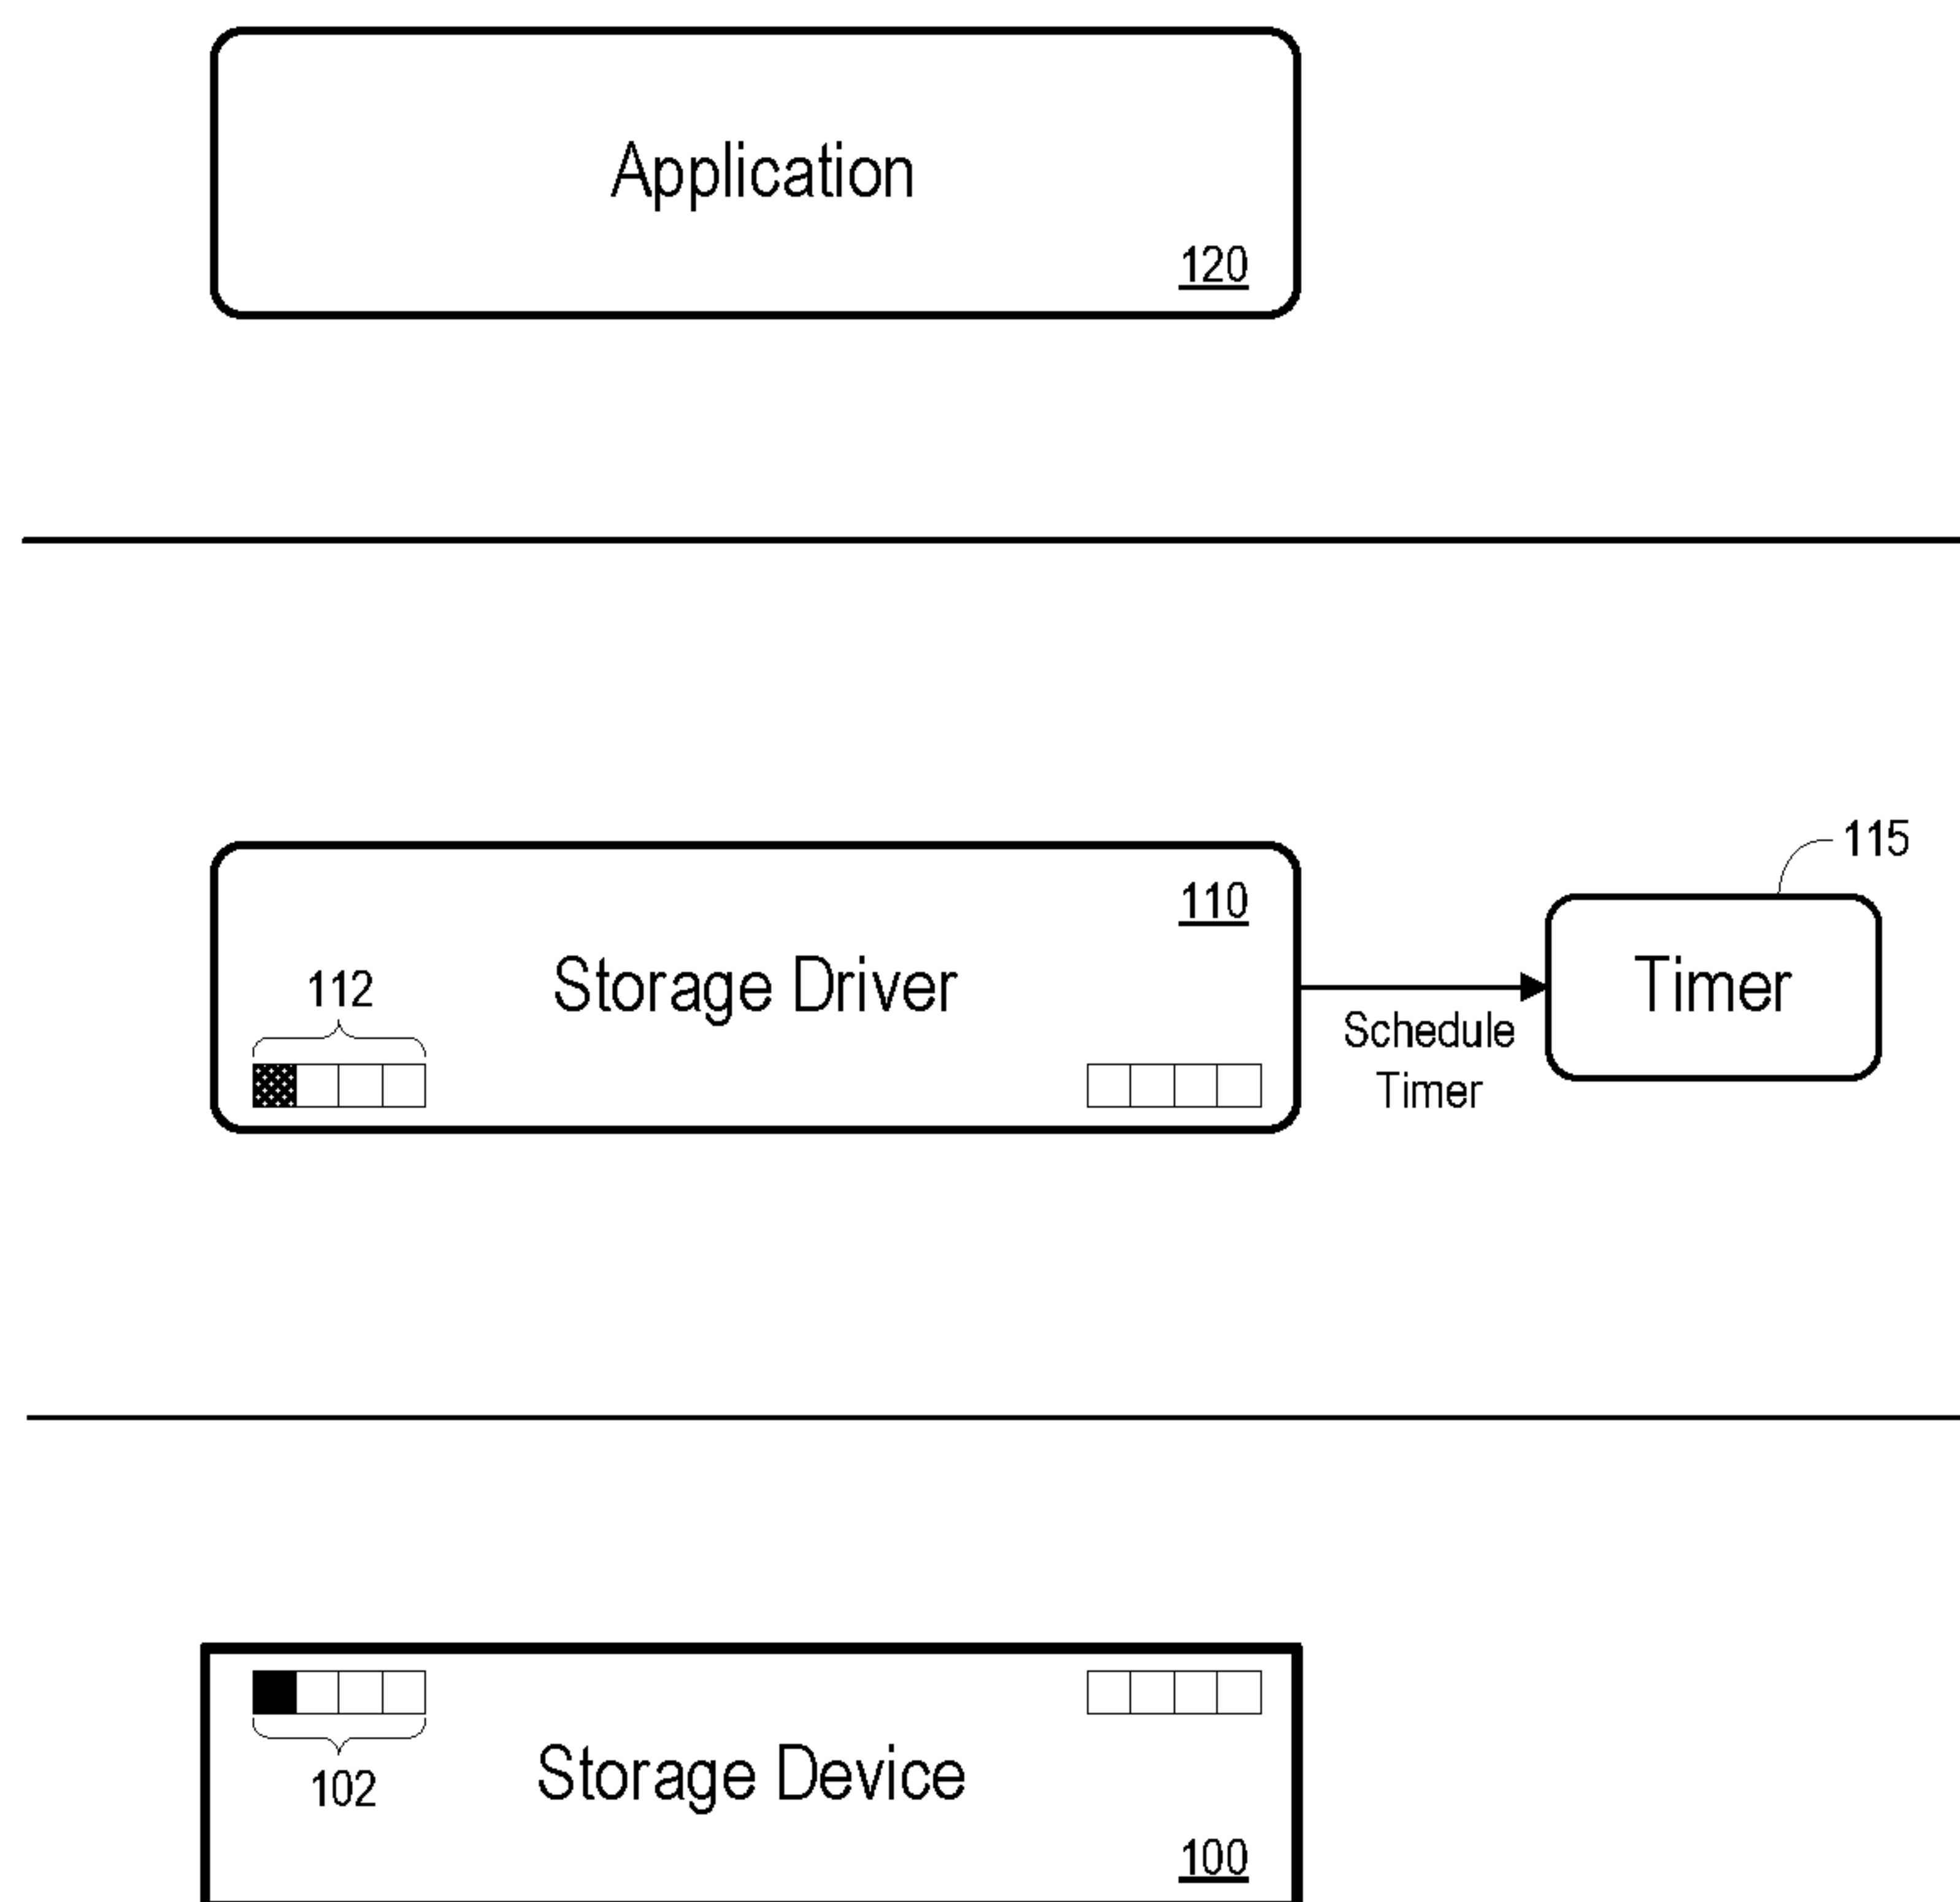 Application
120
115
110
Storage Driver
112
Timer
Schedule
Timer
102
Storage Device
100